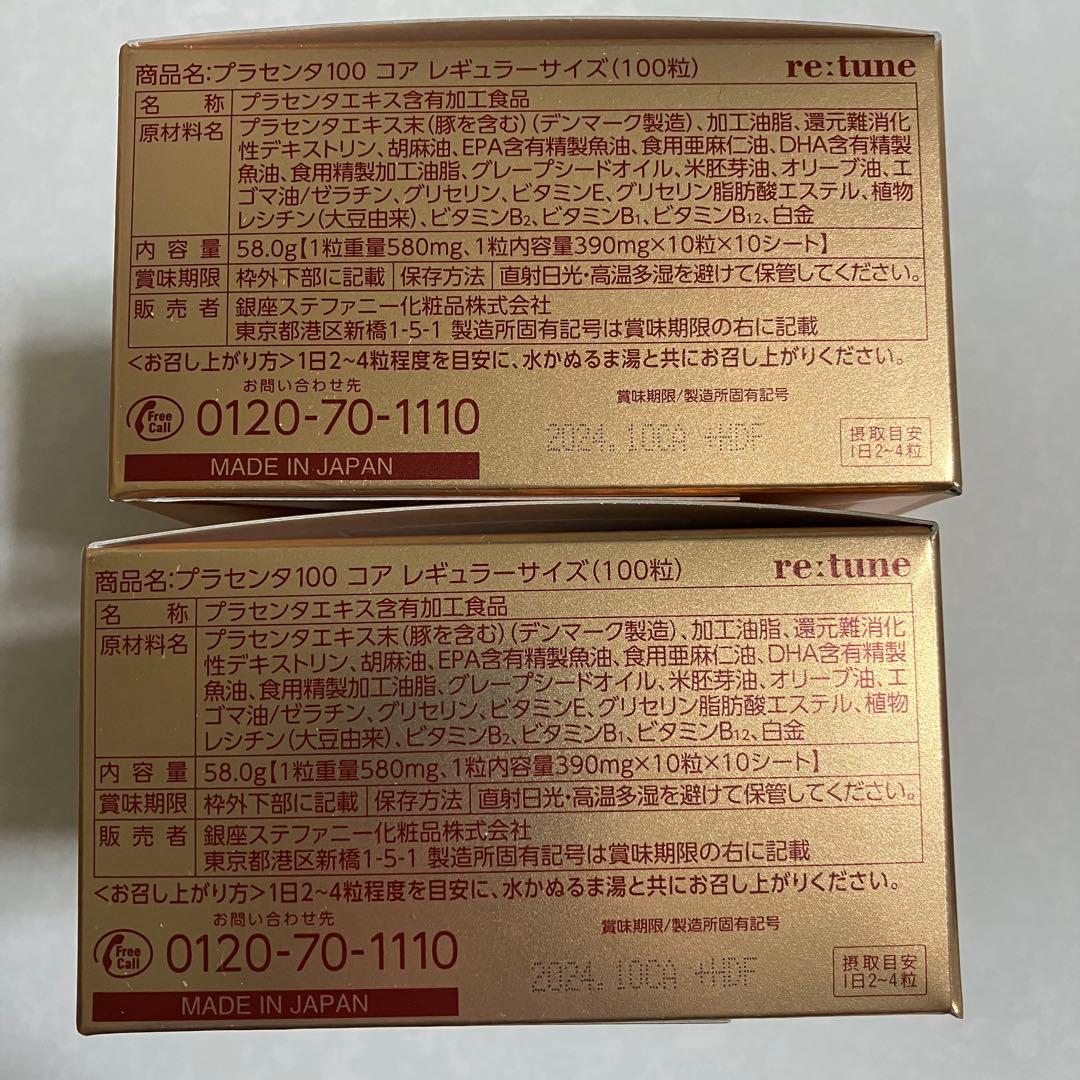 商品名:プラセンタ100 コア レギュラーサイズ(100粒) re:tune
名 称 プラセンタエキス含有加工食品
原材料名 プラセンタエキス末(豚を含む)(デンマーク製造)、加工油脂、還元難消化
性デキストリン、胡麻油、EPA含有精製魚油、食用亜麻仁油、DHA含有精製
魚油、食用精製加工油脂、グレープシードオイル、米胚芽油、オリーブ油、エ
ゴマ油/ゼラチン、グリセリン、ビタミンE、グリセリン脂肪酸エステル、植物
レシチン(大豆由来)、ビタミンB2、ビタミンB1、ビタミンB12、白金
内 容 量 58.0g【1粒重量580mg、1粒内容量390mg×10粒×10シート】
賞味期限 枠外下部に記載 保存方法 直射日光・高温多湿を避けて保管してください。
販 売 者 銀座ステファニー化粧品株式会社
東京都港区新橋1-5-1 製造所固有記号は賞味期限の右に記載
<お召し上がり方>1日2~4粒程度を目安に、水かぬるま湯と共にお召し上がりください。
お問い合わせ先
Free Call 0120-70-1110
MADE IN JAPAN
賞味期限/製造所固有記号
2024.10CA +HDF
摂取目安
1日2~4粒
商品名:プラセンタ100 コア レギュラーサイズ(100粒) re:tune
名 称 プラセンタエキス含有加工食品
原材料名 プラセンタエキス末(豚を含む)(デンマーク製造)、加工油脂、還元難消化
性デキストリン、胡麻油、EPA含有精製魚油、食用亜麻仁油、DHA含有精製
魚油、食用精製加工油脂、グレープシードオイル、米胚芽油、オリーブ油、エ
ゴマ油/ゼラチン、グリセリン、ビタミンE、グリセリン脂肪酸エステル、植物
レシチン(大豆由来)、ビタミンB2、ビタミンB1、ビタミンB12、白金
内 容 量 58.0g【1粒重量580mg、1粒内容量390mg×10粒×10シート】
賞味期限 枠外下部に記載 保存方法 直射日光・高温多湿を避けて保管してください。
販 売 者 銀座ステファニー化粧品株式会社
東京都港区新橋1-5-1 製造所固有記号は賞味期限の右に記載
<お召し上がり方>1日2~4粒程度を目安に、水かぬるま湯と共にお召し上がりください。
お問い合わせ先
Free Call 0120-70-1110
MADE IN JAPAN
賞味期限/製造所固有記号
2024.10CA +HDF
摂取目安
1日2~4粒